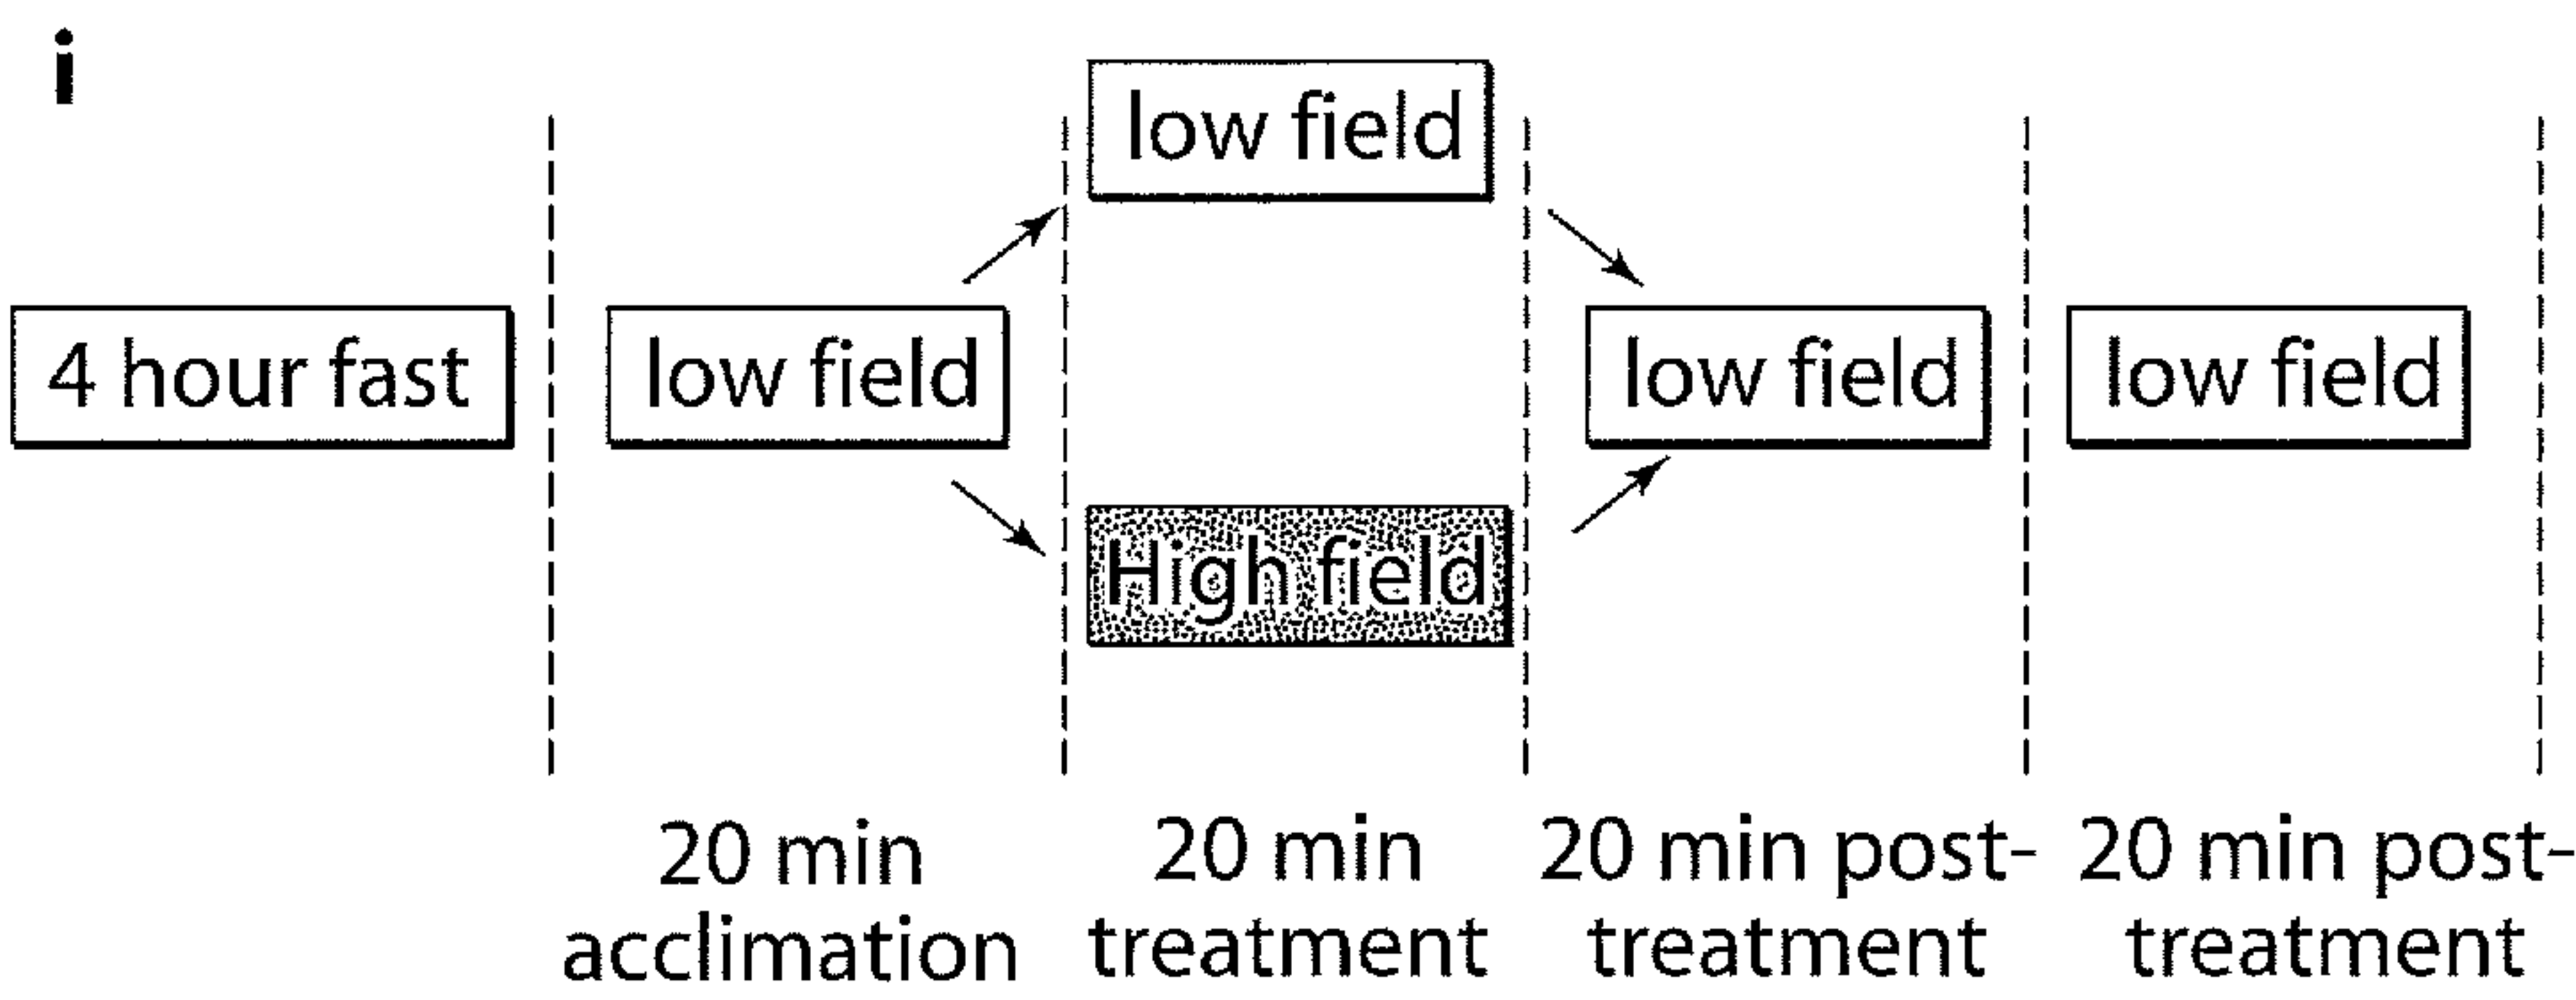 i
low field
4 hour fast
low field
low field
low field
High field
20 min
acclimation
20 min
treatment
20 min post-
treatment
20 min post-
treatment